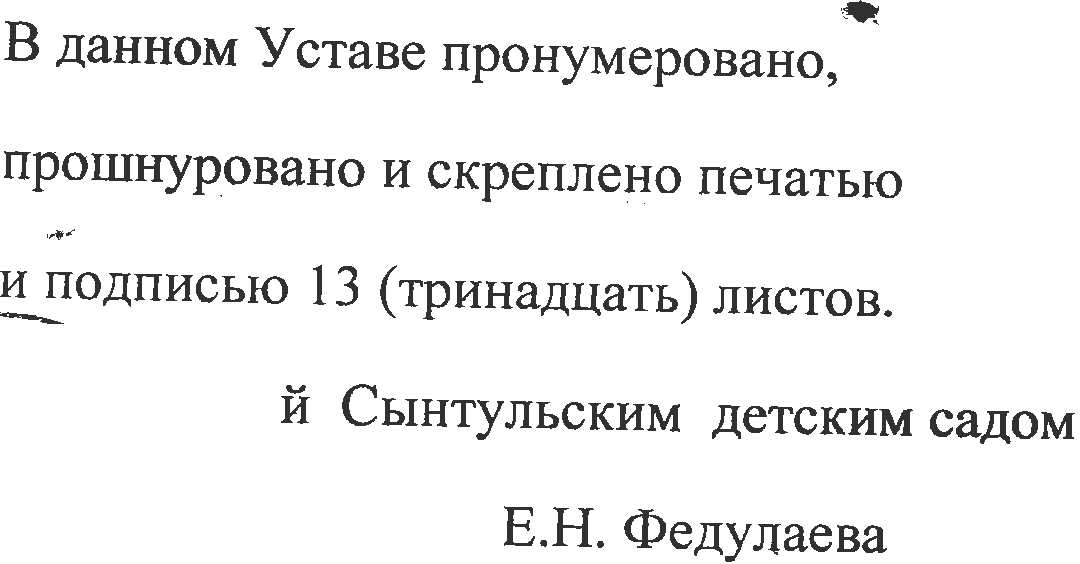 В данном Уставе пронумеровано,
прошнуровано и скреплено печатью
и подписью 13 (тринадцать) листов.
й Сынтульским детским садом
Е.Н. Федулаева